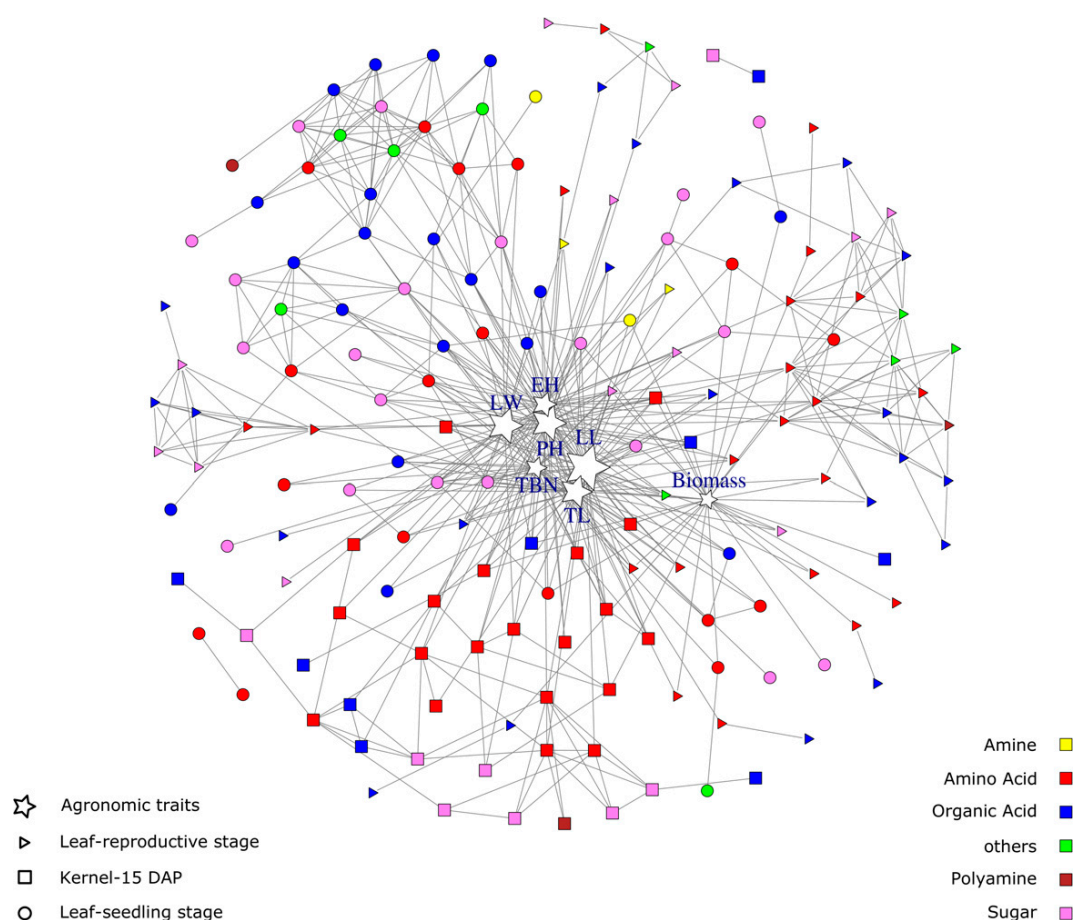 EH
LW
LL
PH
TBN
TL
Biomass
Agronomic traits
Leaf-reproductive stage
Kernel-15 DAP
Leaf-seedling stage
Amine
Amino Acid
Organic Acid
others
Polyamine
Sugar